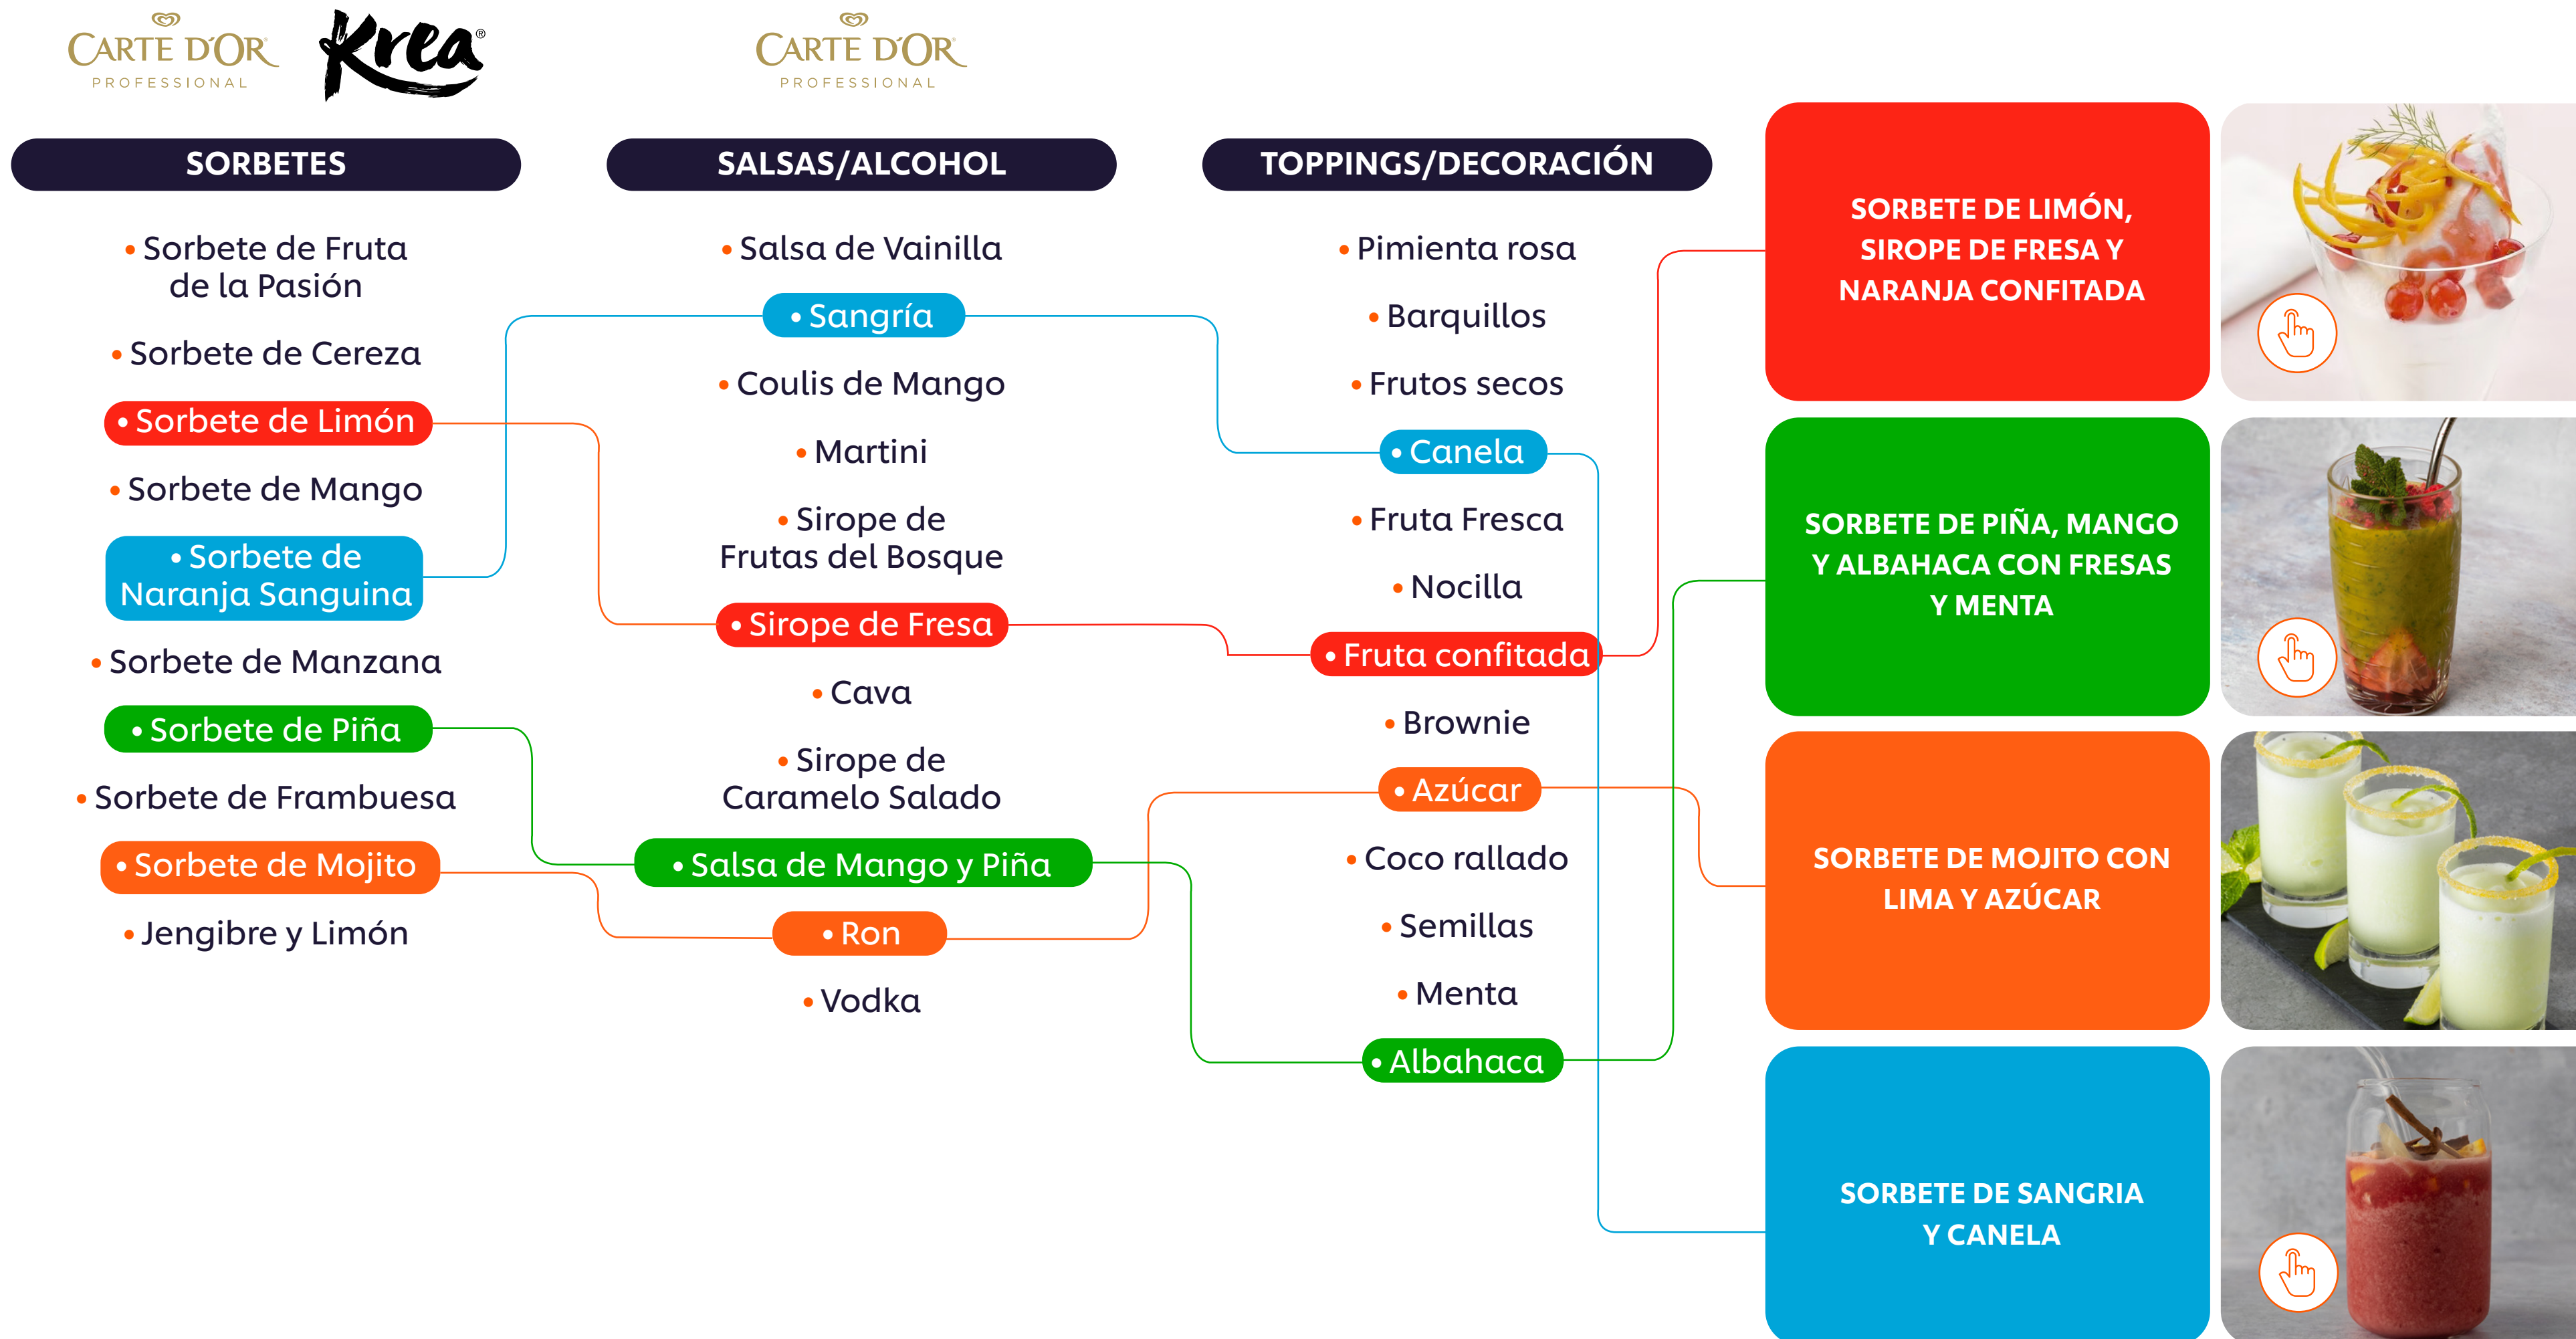 CARTE D'OR
PROFESSIONAL
Krea®
CARTE D'OR
PROFESSIONAL
SORBETES
• Sorbete de Fruta
de la Pasión
• Sorbete de Cereza
• Sorbete de Limón
• Sorbete de Mango
• Sorbete de
Naranja Sanguina
• Sorbete de Manzana
• Sorbete de Piña
• Sorbete de Frambuesa
• Sorbete de Mojito
• Jengibre y Limón
SALSAS/ALCOHOL
• Salsa de Vainilla
• Sangría
• Coulis de Mango
• Martini
• Sirope de
Frutas del Bosque
• Sirope de Fresa
• Cava
• Sirope de
Caramelo Salado
• Salsa de Mango y Piña
• Ron
• Vodka
TOPPINGS/DECORACIÓN
• Pimienta rosa
• Barquillos
• Frutos secos
• Canela
• Fruta Fresca
• Nocilla
• Fruta confitada
• Brownie
• Azúcar
• Coco rallado
• Semillas
• Menta
• Albahaca
SORBETE DE LIMÓN,
SIROPE DE FRESA Y
NARANJA CONFITADA
SORBETE DE PIÑA, MANGO
Y ALBAHACA CON FRESAS
Y MENTA
SORBETE DE MOJITO CON
LIMA Y AZÚCAR
SORBETE DE SANGRIA
Y CANELA